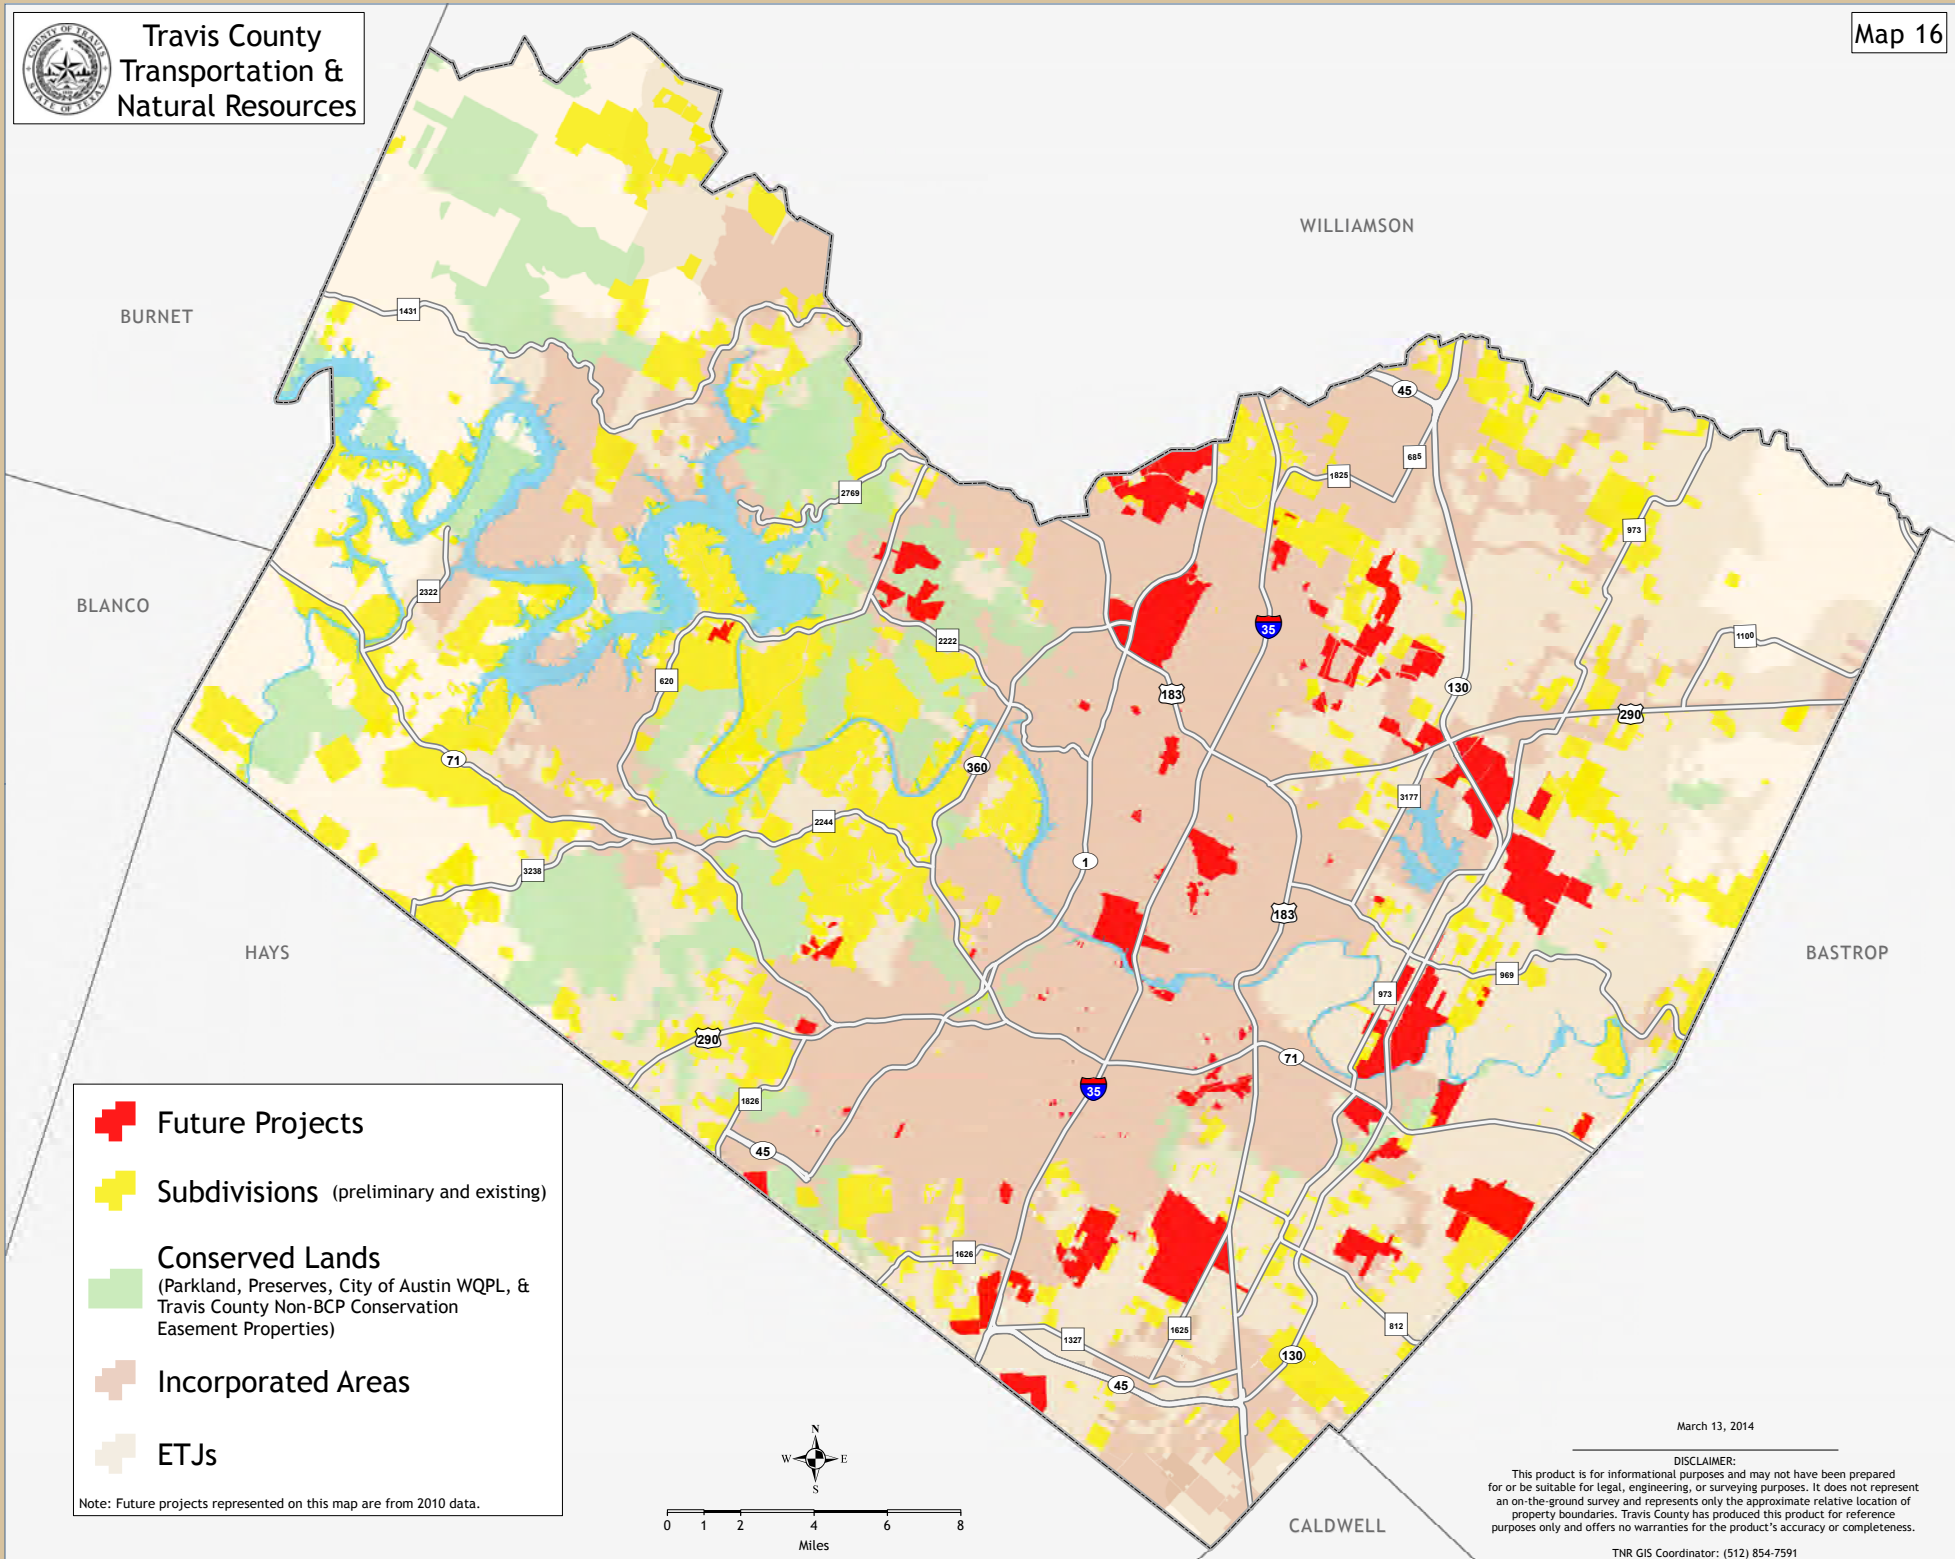 COUNTY OF TRAVIS
STATE OF TEXAS
Travis County
Transportation &
Natural Resources
Map 16
WILLIAMSON
BURNET
BLANCO
HAYS
BASTROP
CALDWELL
1431
45
685
1825
2769
973
2322
35
2222
1100
620
183
130
290
71
360
3177
2244
1
3238
183
969
973
290
71
35
1826
45
1626
812
1327
1625
130
45
Future Projects
Subdivisions (preliminary and existing)
Conserved Lands
(Parkland, Preserves, City of Austin WQPL, &
Travis County Non-BCP Conservation
Easement Properties)
Incorporated Areas
ETJs
Note: Future projects represented on this map are from 2010 data.
N
W E
S
0 1 2 4 6 8
Miles
March 13, 2014
DISCLAIMER:
This product is for informational purposes and may not have been prepared
for or be suitable for legal, engineering, or surveying purposes. It does not represent
an on-the-ground survey and represents only the approximate relative location of
property boundaries. Travis County has produced this product for reference
purposes only and offers no warranties for the product's accuracy or completeness.
TNR GIS Coordinator: (512) 854-7591